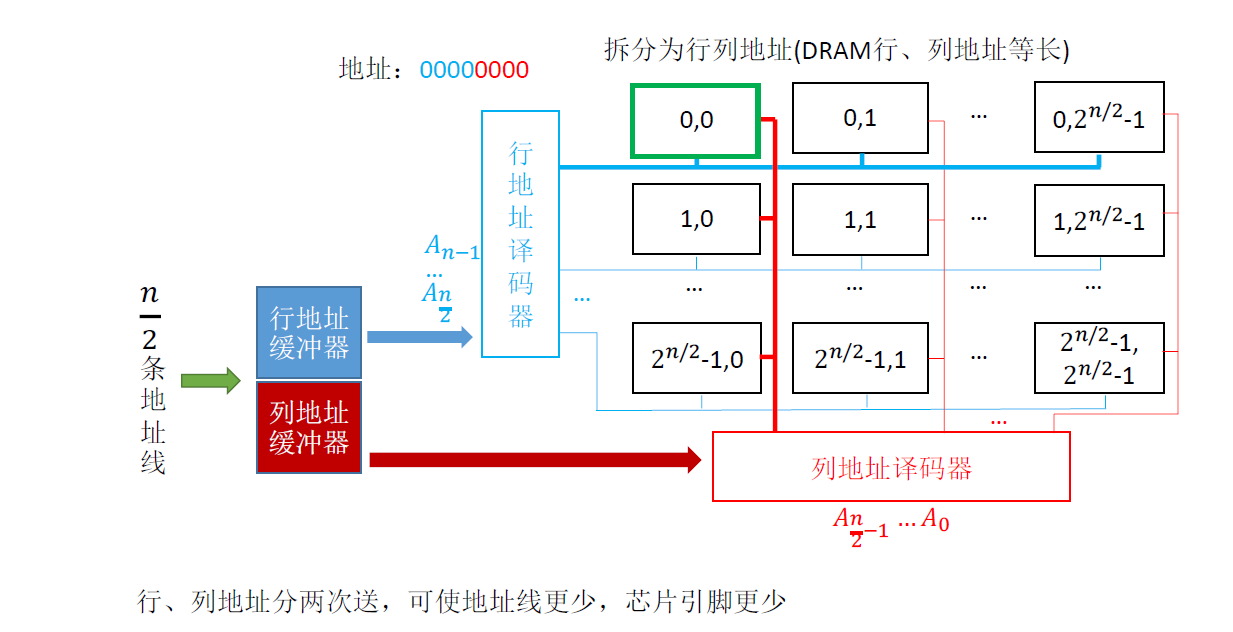 拆分为行列地址(DRAM行、列地址等长)
地址：00000000
0,0
0,1
...
0,2^{n/2}-1
行地址译码器
1,0
1,1
...
1,2^{n/2}-1
A_{n-1}
...
A_{n/2}
...
...
...
...
...
2^{n/2}-1,0
2^{n/2}-1,1
...
2^{n/2}-1,
2^{n/2}-1
n/2条地址线
行地址
缓冲器
列地址
缓冲器
...
列地址译码器
A_{n/2-1} ... A_0
行、列地址分两次送，可使地址线更少，芯片引脚更少